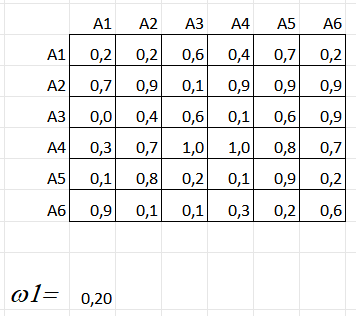 A1 A2 A3 A4 A5 A6
A1 0,2 0,2 0,6 0,4 0,7 0,2
A2 0,7 0,9 0,1 0,9 0,9 0,9
A3 0,0 0,4 0,6 0,1 0,6 0,9
A4 0,3 0,7 1,0 1,0 0,8 0,7
A5 0,1 0,8 0,2 0,1 0,9 0,2
A6 0,9 0,1 0,1 0,3 0,2 0,6
ω1= 0,20